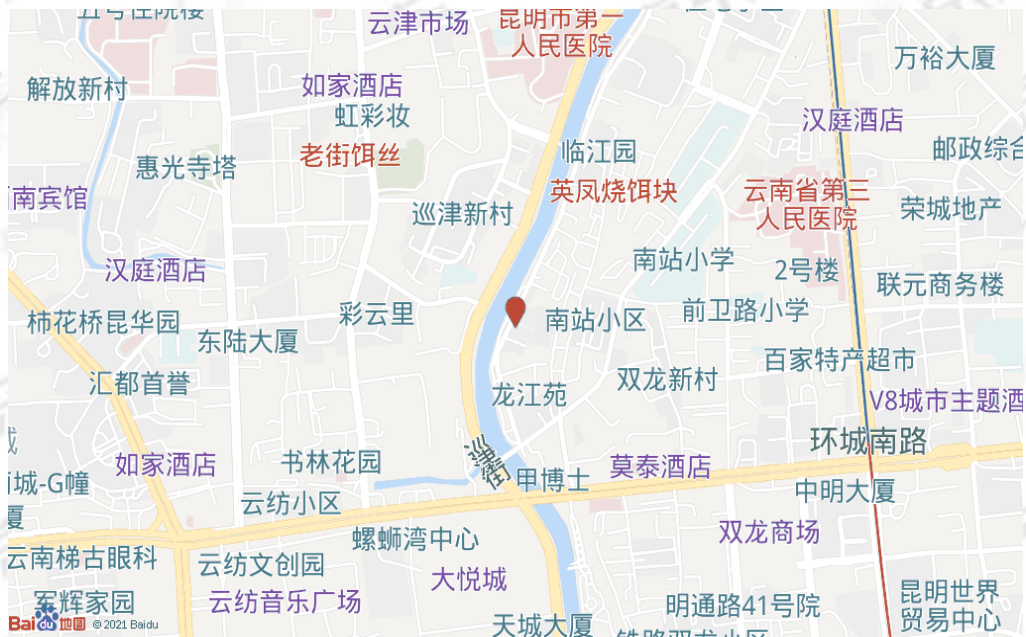 五号住院楼
云津市场
昆明市第一
人民医院
万裕大厦
解放新村
如家酒店
虹彩妆
汉庭酒店
老街饵丝
临江园
邮政综合
惠光寺塔
英凤烧饵块
云南省第三
人民医院
南宾馆
巡津新村
荣城地产
南站小学
2号楼
汉庭酒店
联元商务楼
彩云里
前卫路小学
柿花桥昆华园
南站小区
东陆大厦
百家特产超市
汇都首誉
双龙新村
龙江苑
V8城市主题酒
城
环城南路
巡津街
如家酒店
书林花园
莫泰酒店
城-G幢
甲博士
中明大厦
云纺小区
厦
双龙商场
螺蛳湾中心
云南梯古眼科
云纺文创园
大悦城
军辉家园
云纺音乐广场
明通路41号院
昆明世界
贸易中心
Bai du 地图 © 2021 Baidu
天城大厦